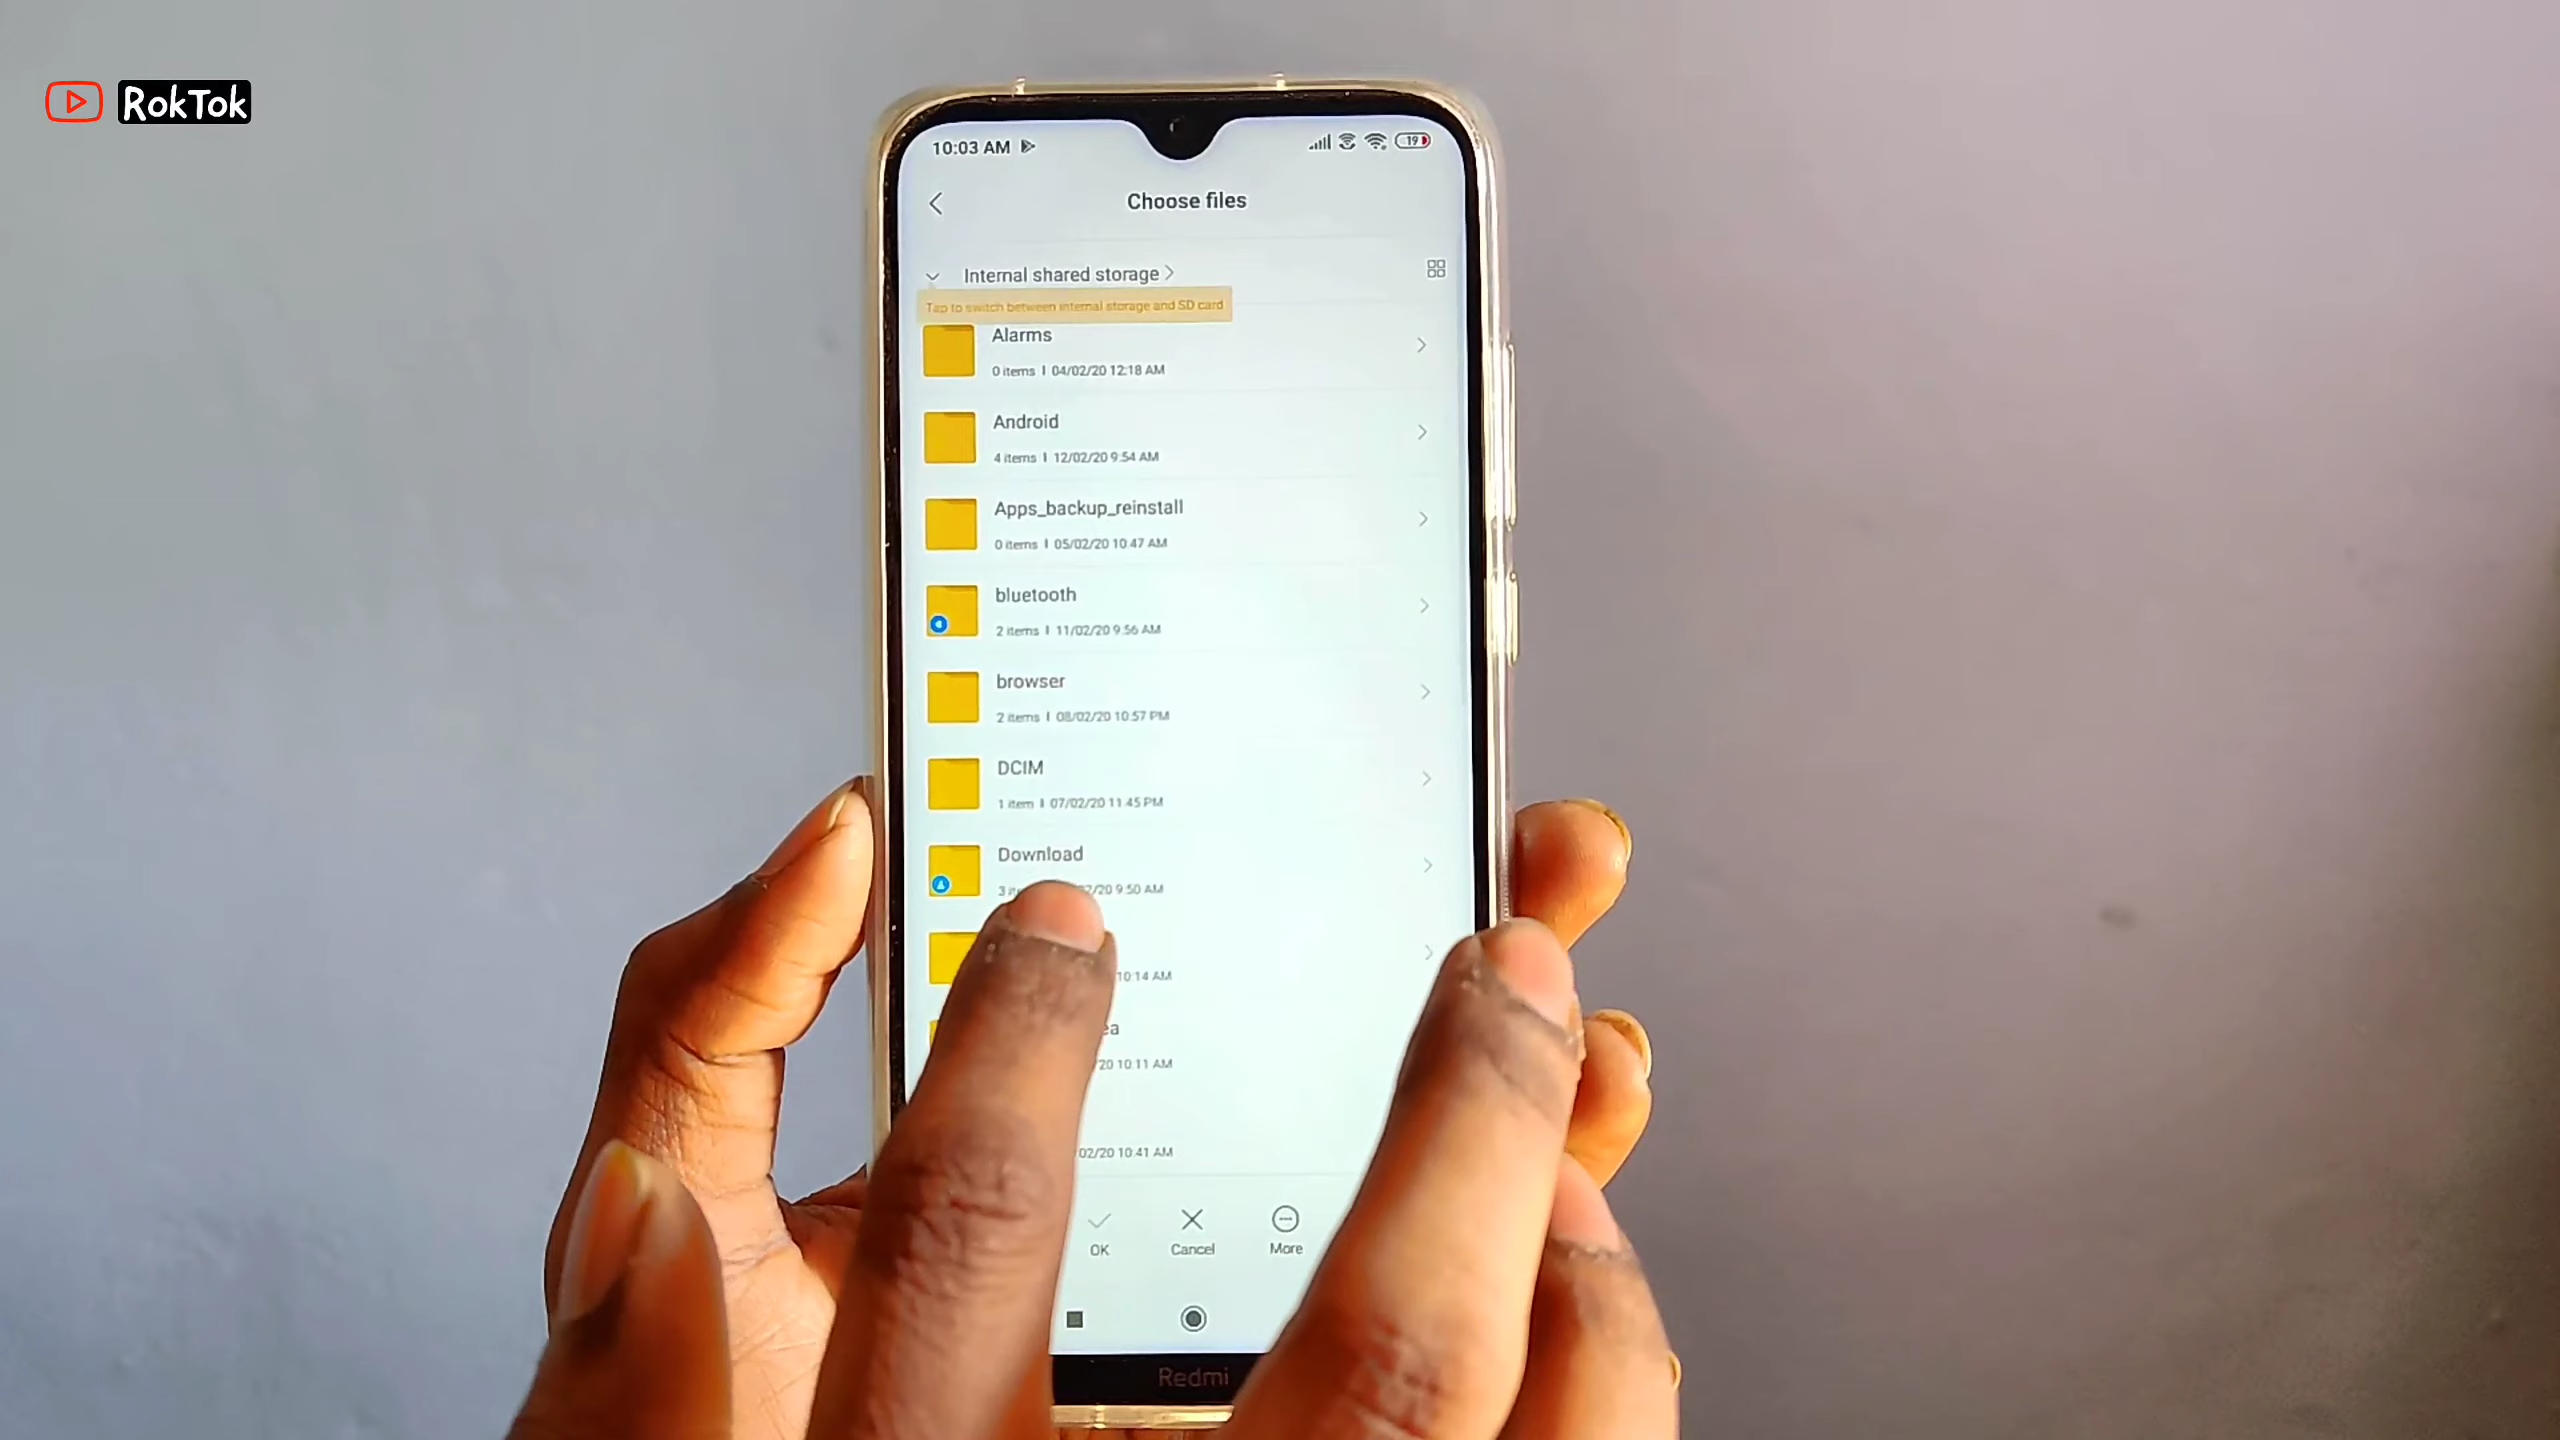 RokTok
10:03 AM
19
Choose files
Internal shared storage
Tap to switch between internal storage and SD card
Alarms
0 items | 04/02/20 12:18 AM
Android
4 items | 12/02/20 9:54 AM
Apps_backup_reinstall
0 items | 05/02/20 10:47 AM
bluetooth
2 items | 11/02/20 9:56 AM
browser
2 items | 08/02/20 10:57 PM
DCIM
1 item | 07/02/20 11:45 PM
Download
3 /20 9:50 AM
10:14 AM
ea
20 10:11 AM
02/20 10:41 AM
OK
Cancel
More
Redmi